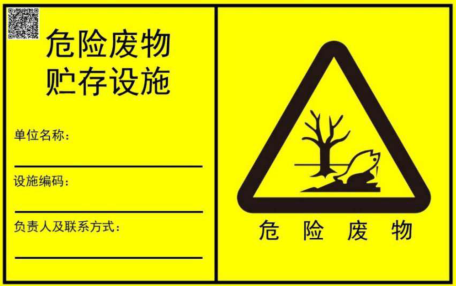 危险废物
贮存设施
单位名称：
设施编码：
负责人及联系方式：
危险废物